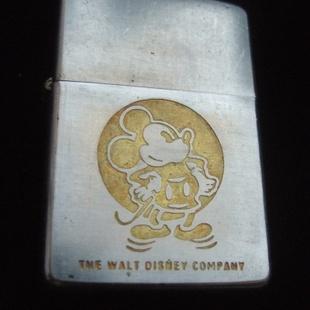 THE WALT DISNEY COMPANY